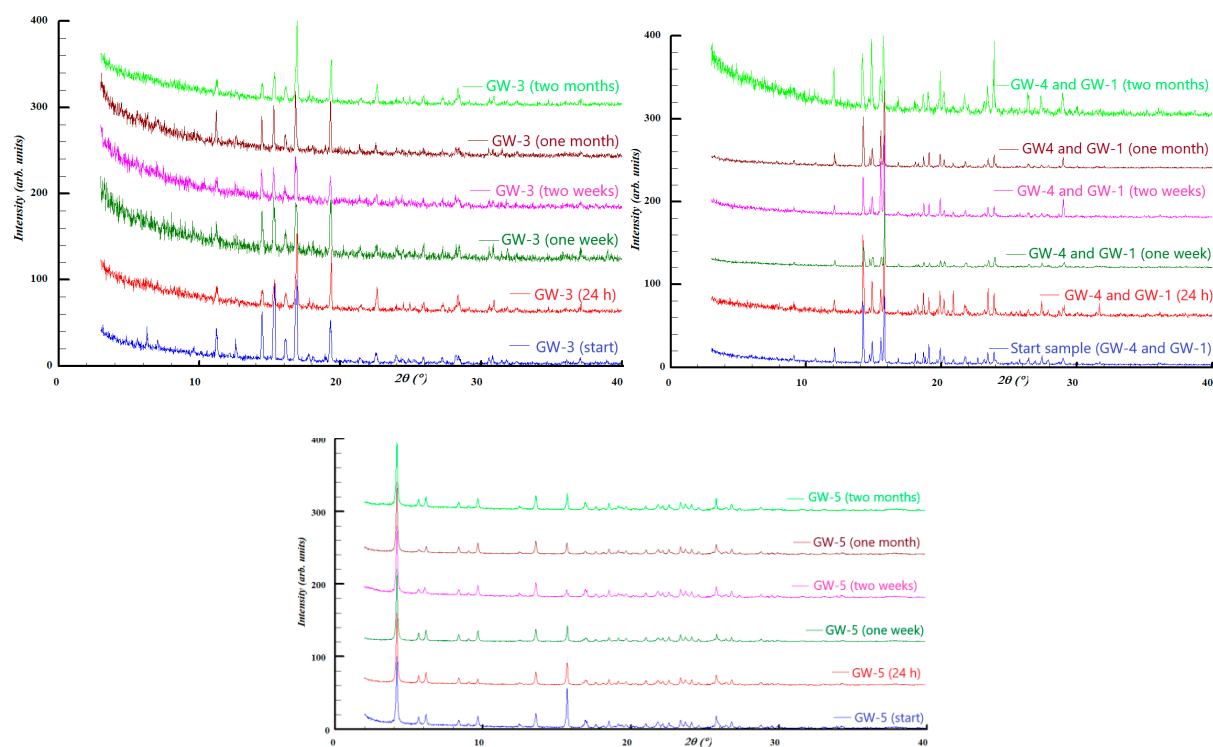 400
300
200
100
0
Intensity (arb. units)
GW-3 (two months)
GW-3 (one month)
GW-3 (two weeks)
GW-3 (one week)
GW-3 (24 h)
GW-3 (start)
0 10 20 30 40
2θ (°)
400
300
200
100
0
Intensity (arb. units)
GW-4 and GW-1 (two months)
GW4 and GW-1 (one month)
GW-4 and GW-1 (two weeks)
GW-4 and GW-1 (one week)
GW-4 and GW-1 (24 h)
Start sample (GW-4 and GW-1)
0 10 20 30 40
2θ (°)
400
300
200
100
0
Intensity (arb. units)
GW-5 (two months)
GW-5 (one month)
GW-5 (two weeks)
GW-5 (one week)
GW-5 (24 h)
GW-5 (start)
0 10 20 30 40
2θ (°)